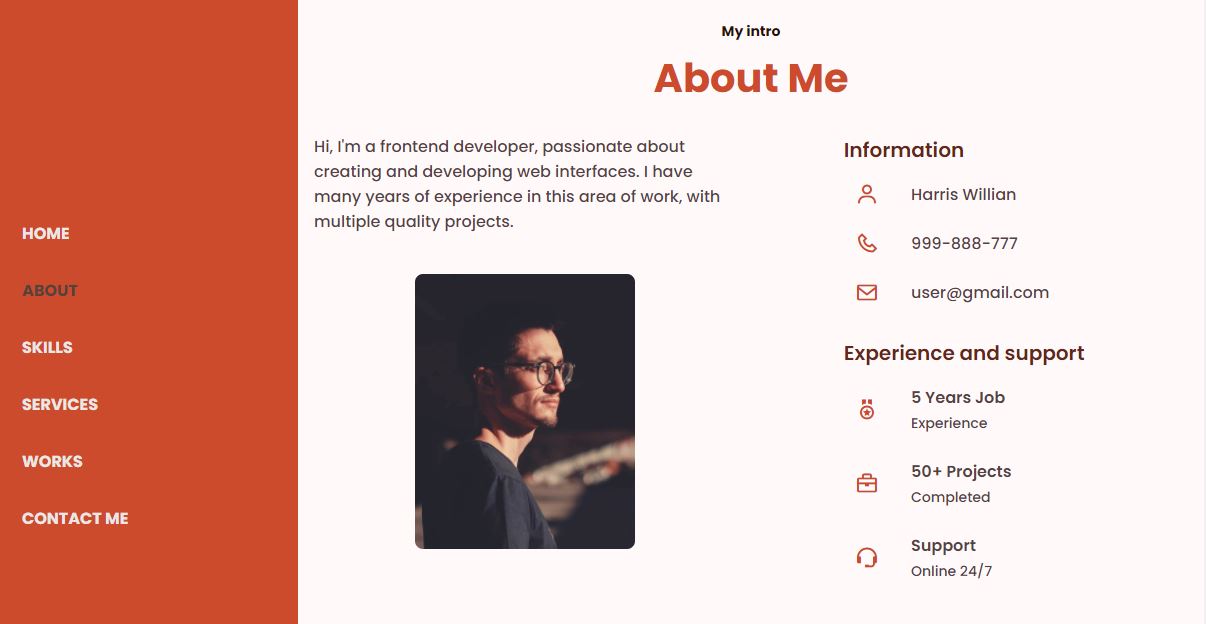 HOME
ABOUT
SKILLS
SERVICES
WORKS
CONTACT ME
My intro
About Me
Hi, I'm a frontend developer, passionate about
creating and developing web interfaces. I have
many years of experience in this area of work, with
multiple quality projects.
Information
Harris Willian
999-888-777
user@gmail.com
Experience and support
5 Years Job
Experience
50+ Projects
Completed
Support
Online 24/7